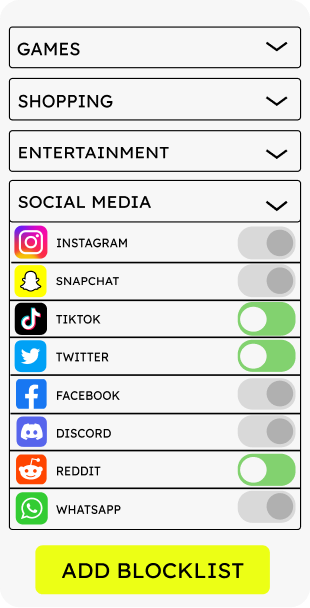 GAMES
SHOPPING
ENTERTAINMENT
SOCIAL MEDIA
INSTAGRAM
SNAPCHAT
TIKTOK
TWITTER
FACEBOOK
DISCORD
REDDIT
WHATSAPP
ADD BLOCKLIST